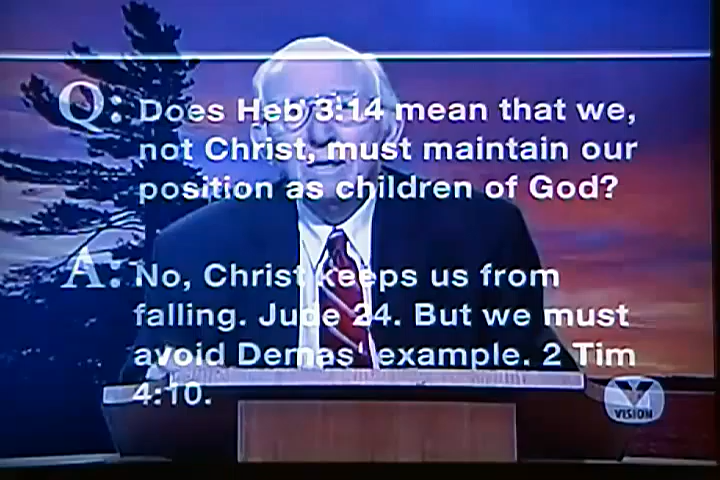 Q: Does Heb 3:14 mean that we,
not Christ, must maintain our
position as children of God?
A: No, Christ keeps us from
falling. Jude 24. But we must
avoid Demas' example. 2 Tim
4:10.
VISION